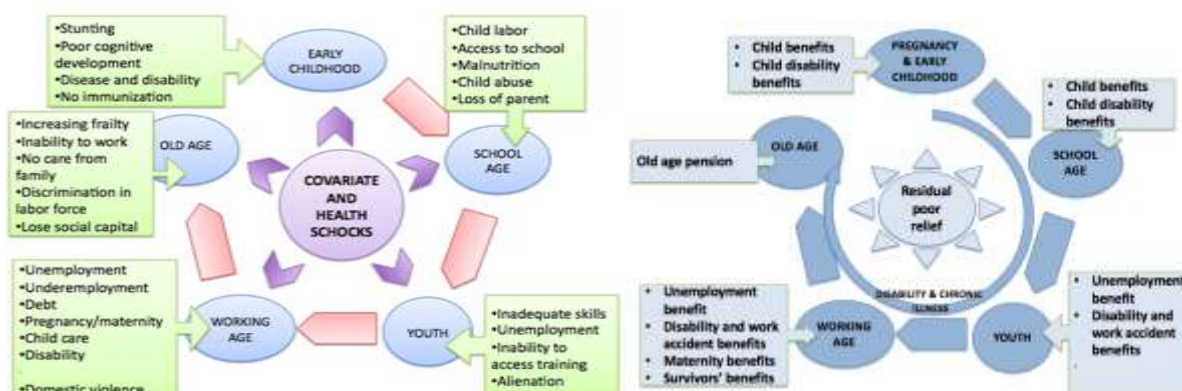 •Stunting
•Poor cognitive
development
•Disease and disability
•No immunization
EARLY
CHILDHOOD
•Child labor
•Access to school
•Malnutrition
•Child abuse
•Loss of parent
•Increasing frailty
•Inability to work
•No care from
family
•Discrimination in
labor force
•Lose social capital
OLD AGE
COVARIATE
AND
HEALTH
SCHOCKS
SCHOOL
AGE
•Unemployment
•Underemployment
•Debt
•Pregnancy/maternity
•Child care
•Disability
•Domestic violence
WORKING
AGE
YOUTH
•Inadequate skills
•Unemployment
•Inability to
access training
•Alienation
• Child benefits
• Child disability
benefits
PREGNANCY
& EARLY
CHILDHOOD
• Child benefits
• Child disability
benefits
Old age pension
OLD AGE
Residual
poor
relief
SCHOOL
AGE
DISABILITY & CHRONIC
ILLNESS
• Unemployment
benefit
• Disability and work
accident benefits
• Maternity benefits
• Survivors' benefits
WORKING
AGE
YOUTH
• Unemployment
benefit
• Disability and
work accident
benefits